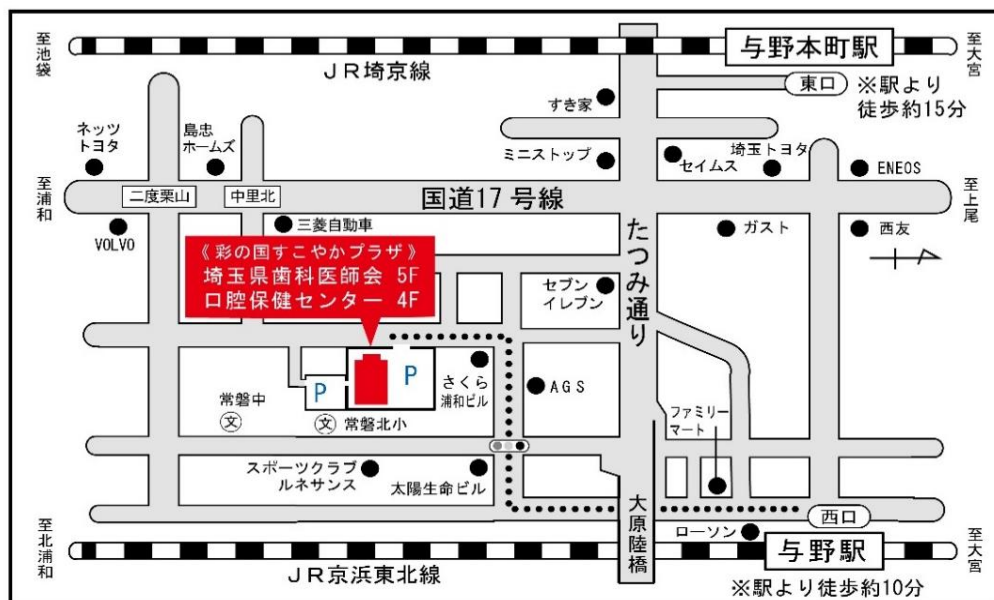 至池袋
与野本町駅
至大宮
JR埼京線
東口
※駅より
徒歩約15分
すき家
ネッツ
トヨタ
島忠
ホームズ
ミニストップ
セイムス
埼玉トヨタ
ENEOS
至浦和
二度栗山
中里北
国道17号線
至上尾
VOLVO
三菱自動車
たつみ通り
ガスト
西友
《彩の国すこやかプラザ》
埼玉県歯科医師会 5F
口腔保健センター 4F
セブン
イレブン
P
P
さくら
浦和ビル
AGS
常磐中
文
文
常磐北小
ファミリー
マート
スポーツクラブ
ルネサンス
太陽生命ビル
大原陸橋
西口
ローソン
至北浦和
与野駅
至大宮
JR京浜東北線
※駅より徒歩約10分